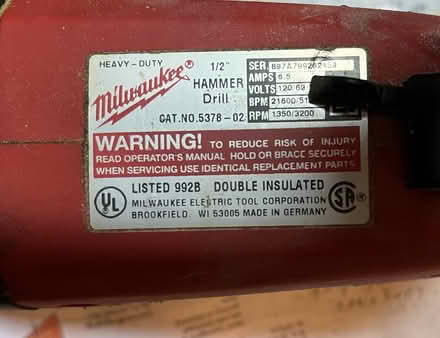 HEAVY-DUTY
Milwaukee
1/2"
HAMMER
Drill
CAT.NO.5378-02
SER
AMPS 6.5
VOLTS 120
BPM 21600
RPM 1350/3200
WARNING! TO REDUCE RISK OF INJURY
READ OPERATOR'S MANUAL HOLD OR BRACE SECURELY
WHEN SERVICING USE IDENTICAL REPLACEMENT PARTS
UL
LISTED 992B DOUBLE INSULATED
MILWAUKEE ELECTRIC TOOL CORPORATION
BROOKFIELD, WI 53005 MADE IN GERMANY
SA